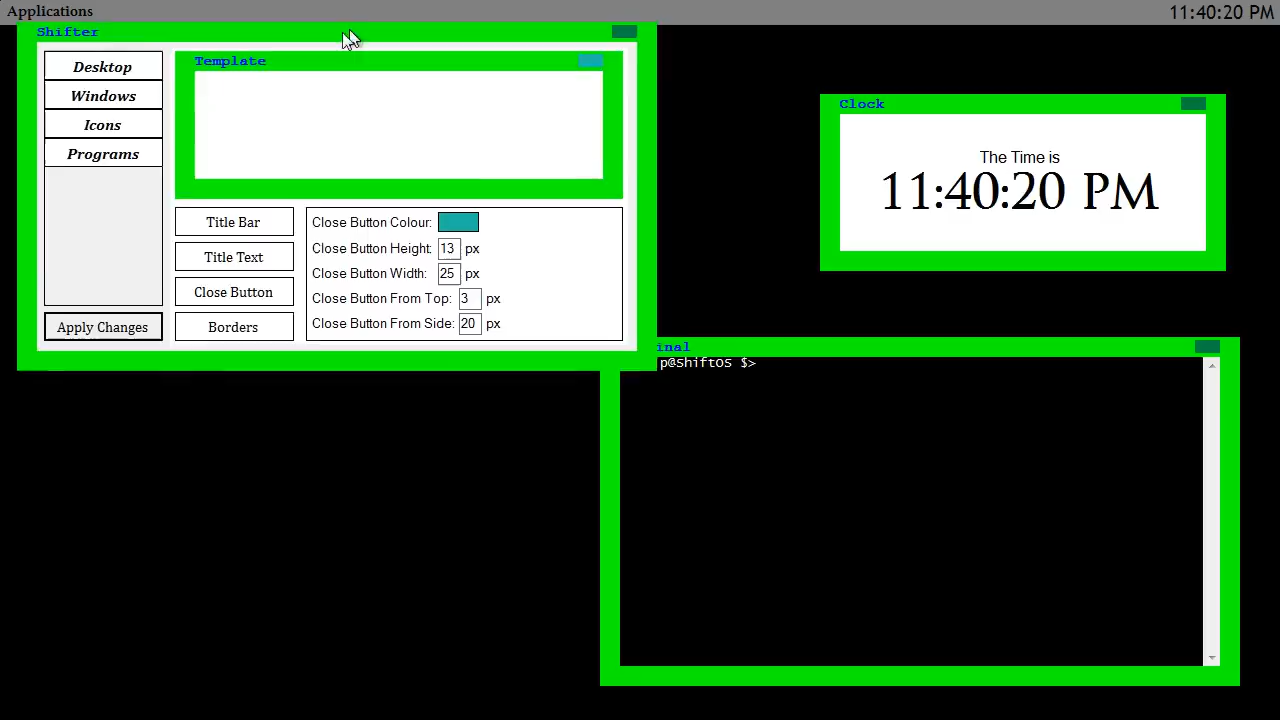 Applications
11:40:20 PM
Shifter
Desktop
Windows
Icons
Programs
Apply Changes
Template
Title Bar
Title Text
Close Button
Borders
Close Button Colour:
Close Button Height: 13 px
Close Button Width: 25 px
Close Button From Top: 3 px
Close Button From Side: 20 px
Clock
The Time is
11:40:20 PM
inal
p@shiftOS $>